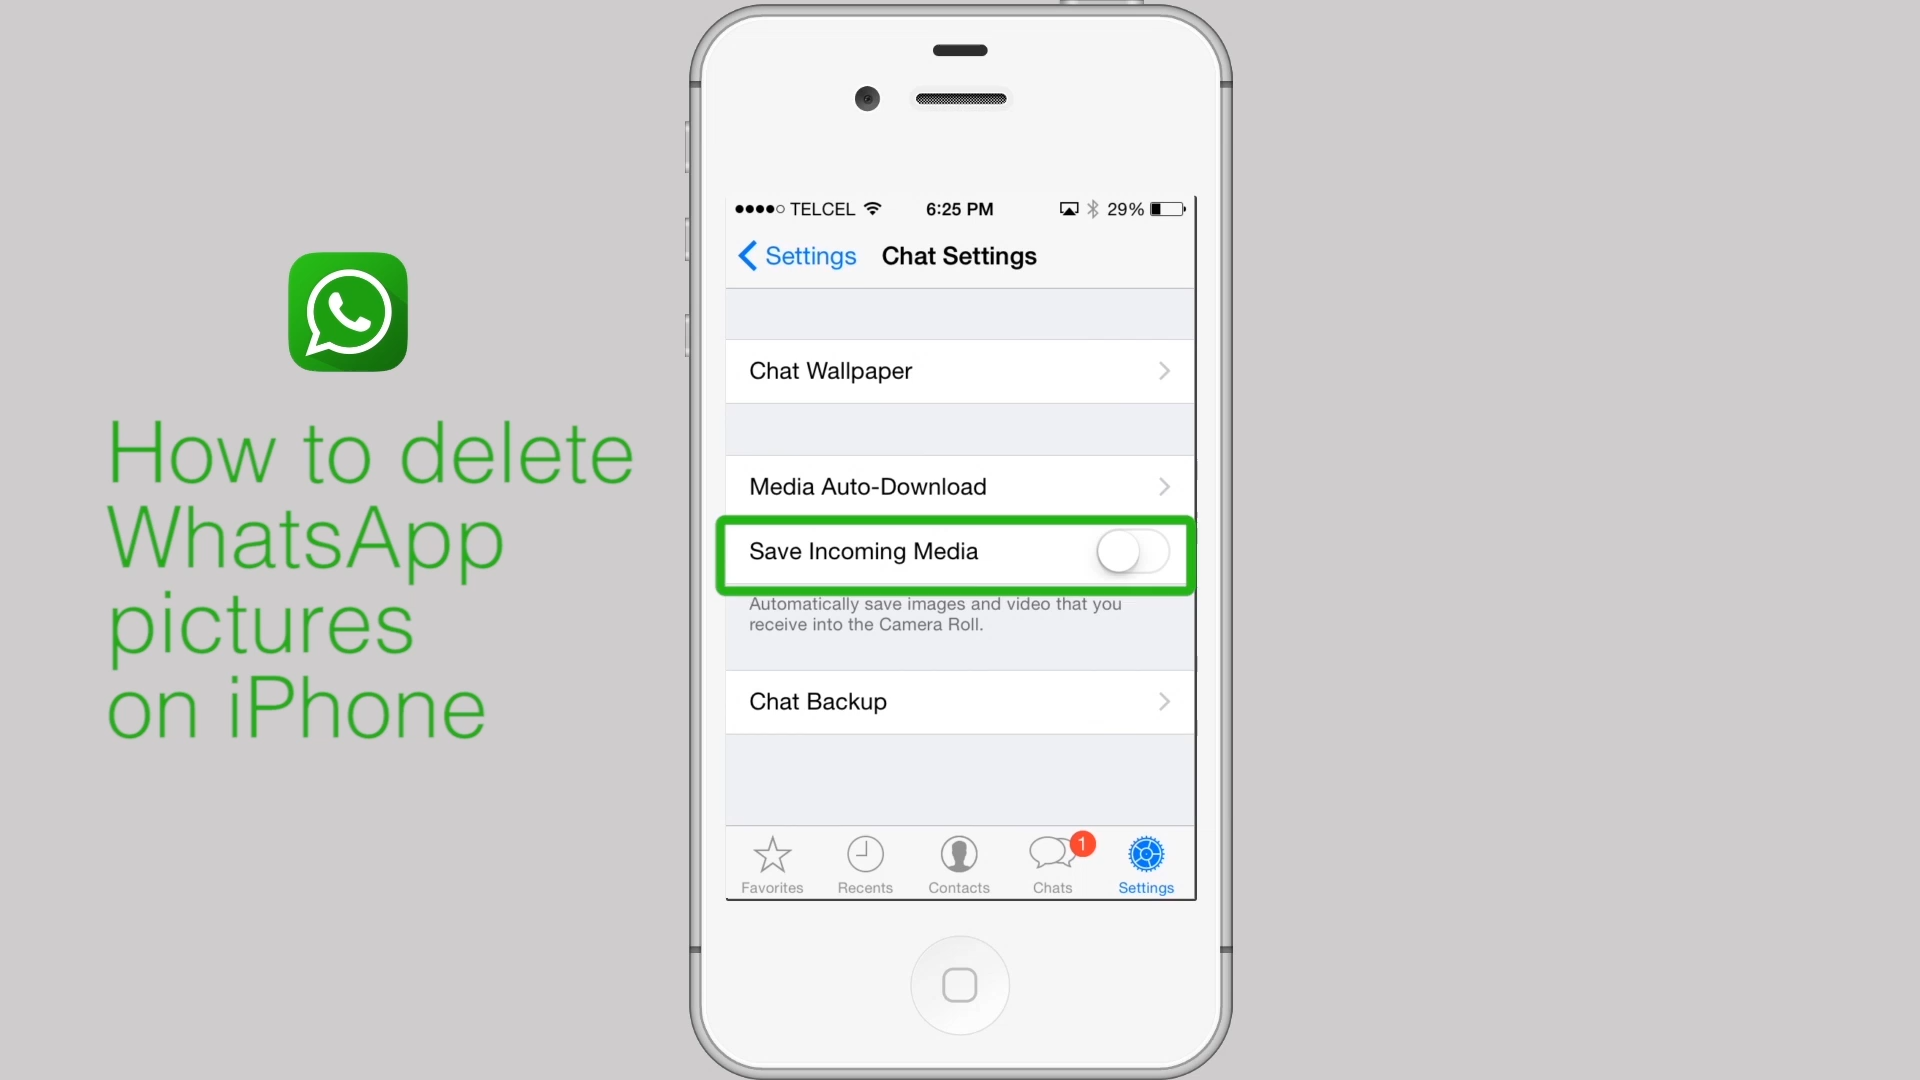 How to delete
WhatsApp
pictures
on iPhone
TELCEL 6:25 PM 29%
Settings Chat Settings
Chat Wallpaper
Media Auto-Download
Save Incoming Media
Automatically save images and video that you
receive into the Camera Roll.
Chat Backup
1
Favorites Recents Contacts Chats Settings